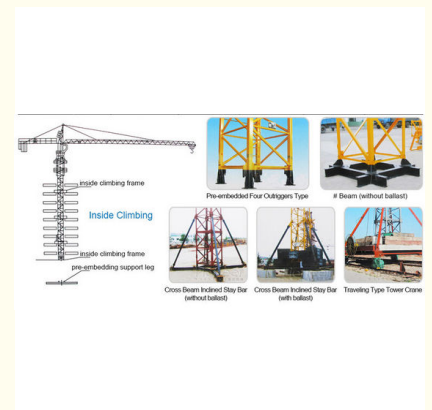 inside climbing frame
Inside Climbing
inside climbing frame
pre-embedding support leg
Pre-embedded Four Outriggers Type
# Beam (without ballast)
Cross Beam Inclined Stay Bar
(without ballast)
Cross Beam Inclined Stay Bar
(with ballast)
Traveling Type Tower Crane